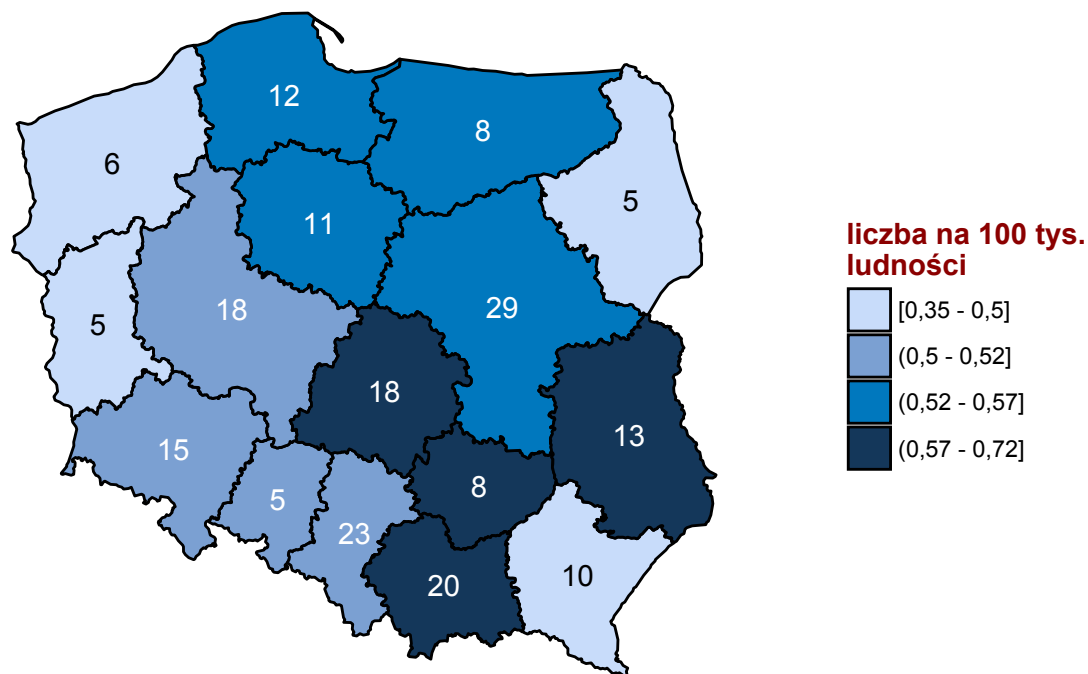 12
8
6
5
11
29
18
5
18
13
15
8
5
23
10
20
liczba na 100 tys.
ludności
[0,35 - 0,5]
(0,5 - 0,52]
(0,52 - 0,57]
(0,57 - 0,72]